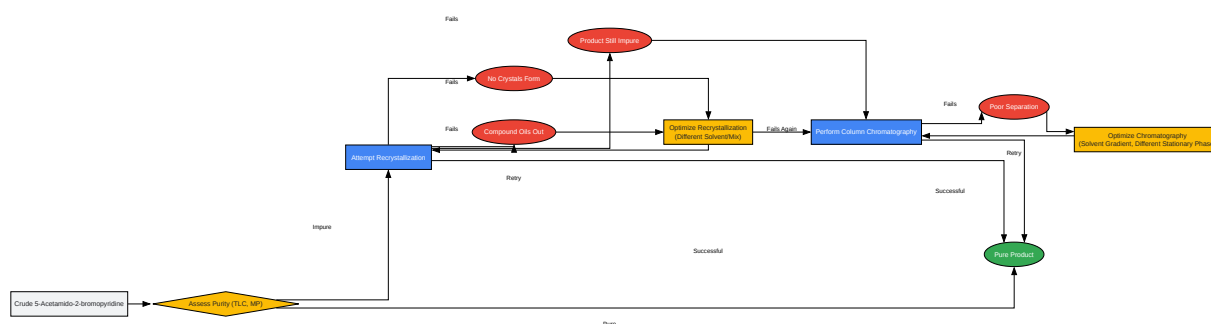 Fails
Product Still Impure
No Crystals Form
Fails
Fails
Compound Oils Out
Optimize Recrystallization
(Different Solvent/Mix)
Fails Again
Perform Column Chromatography
Fails
Poor Separation
Optimize Chromatography
(Solvent Gradient, Different Stationary Phase
Attempt Recrystallization
Retry
Retry
Successful
Impure
Successful
Pure Product
Crude 5-Acetamido-2-bromopyridine
Assess Purity (TLC, MP)
Pure